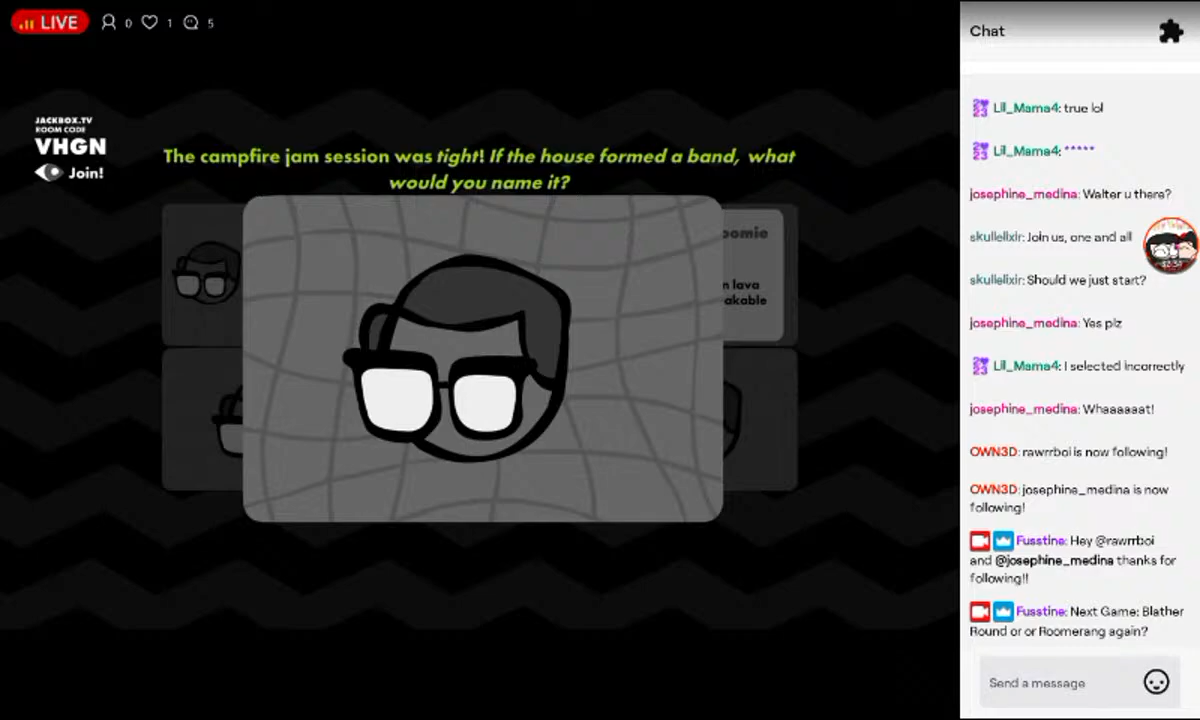 LIVE 0 1 5
JACKBOX.TV
ROOM CODE
VHGN
Join!
The campfire jam session was tight! If the house formed a band, what
would you name it?
oomie
n lava
akable
Chat
Lil_Mama4: true lol
Lil_Mama4: *****
josephine_medina: Walter u there?
skullelixir: Join us, one and all
skullelixir: Should we just start?
josephine_medina: Yes plz
Lil_Mama4: I selected Incorrectly
josephine_medina: Whaaaaaat!
OWN3D: rawrrboi is now following!
OWN3D: josephine_medina is now
following!
Fusstine: Hey @rawrrboi
and @josephine_medina thanks for
following!!
Fusstine: Next Game: Blather
Round or or Roomerang again?
Send a message